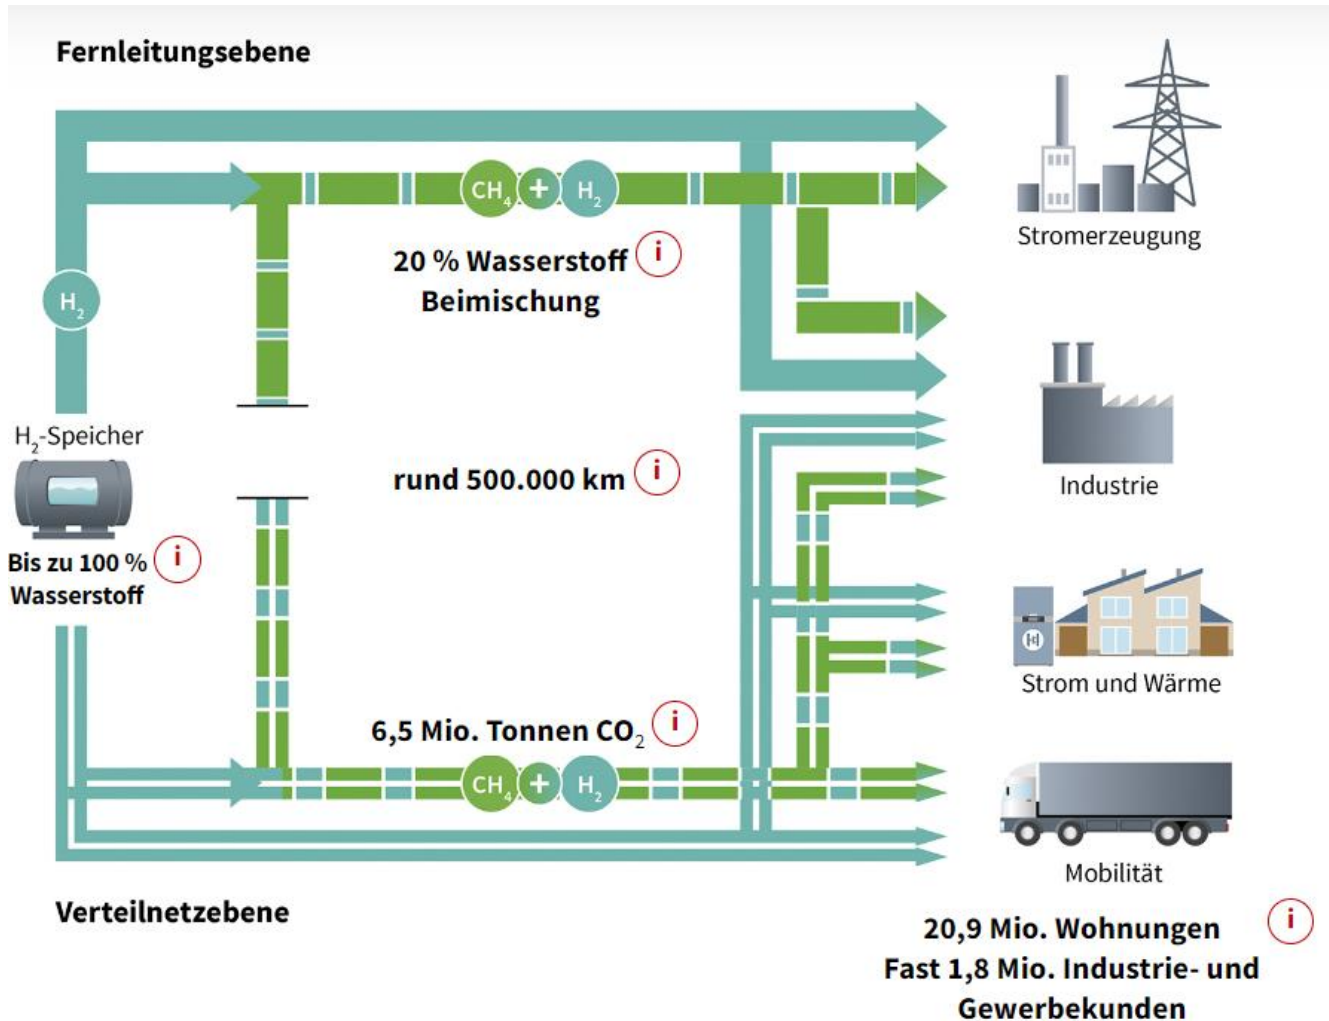 Fernleitungsebene
CH₄ + H₂
Stromerzeugung
20 % Wasserstoff i
Beimischung
H₂
H₂-Speicher
rund 500.000 km i
Industrie
Bis zu 100 % i
Wasserstoff
H₂
Strom und Wärme
6,5 Mio. Tonnen CO₂ i
CH₄ + H₂
Mobilität
Verteilnetzebene
20,9 Mio. Wohnungen i
Fast 1,8 Mio. Industrie- und
Gewerbekunden